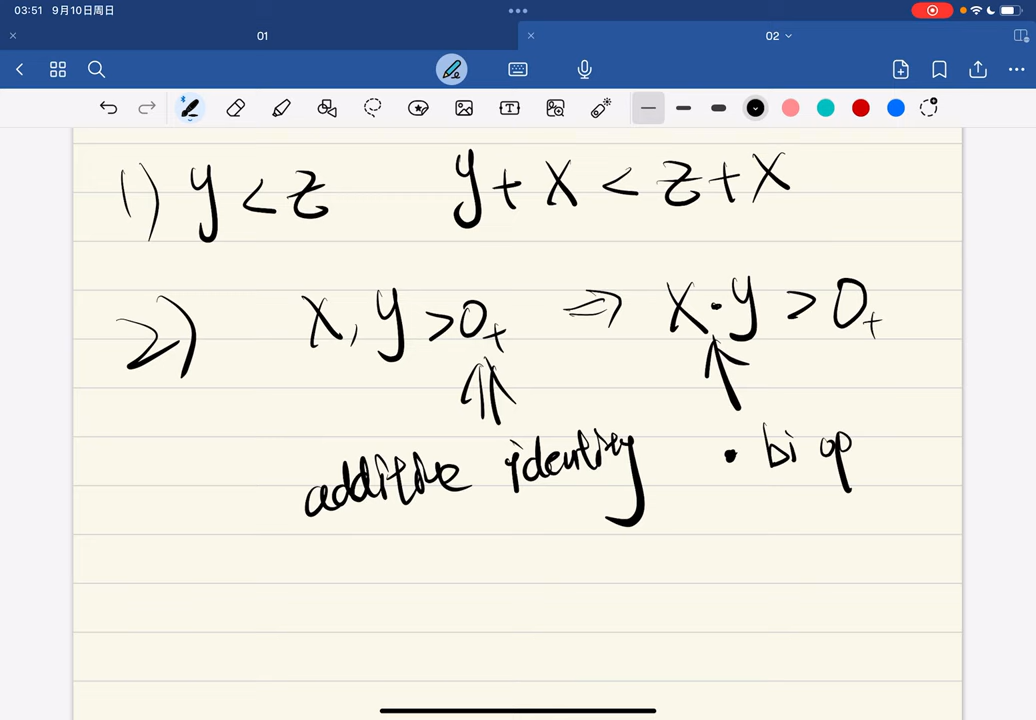 03:51 9月10日周日
01
02
1) y < z y + x < z + x
2) x, y > 0₊ ⇒ x · y > 0₊
additive identity • bi op